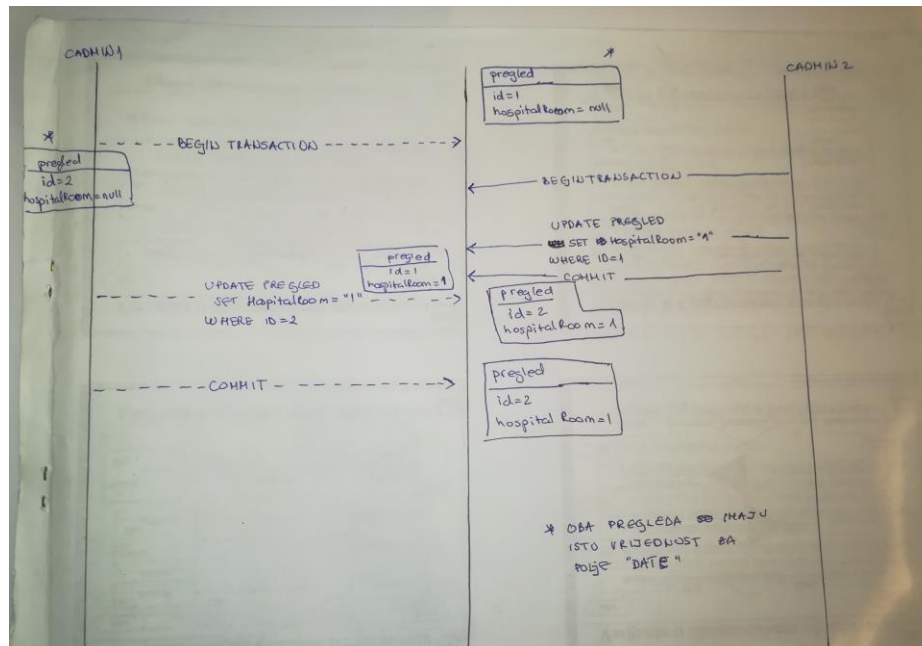 CADMIN1
*
CADMIN 2
pregled
id=1
hospitalRoom = null
BEGIN TRANSACTION
*
pregled
id=2
hospitalRoom=null
BEGIN TRANSACTION
UPDATE PREGLED
SET HospitalRoom="1"
WHERE ID=1
COMMIT
pregled
id=1
hospitalRoom=1
UPDATE PREGLED
SET HospitalRoom="1"
WHERE ID=2
pregled
id=2
hospitalRoom=1
COMMIT
pregled
id=2
hospital Room=1
* OBA PREGLEDA IMAJU
ISTO VRIJEDNOST ZA
POLJE "DATE"